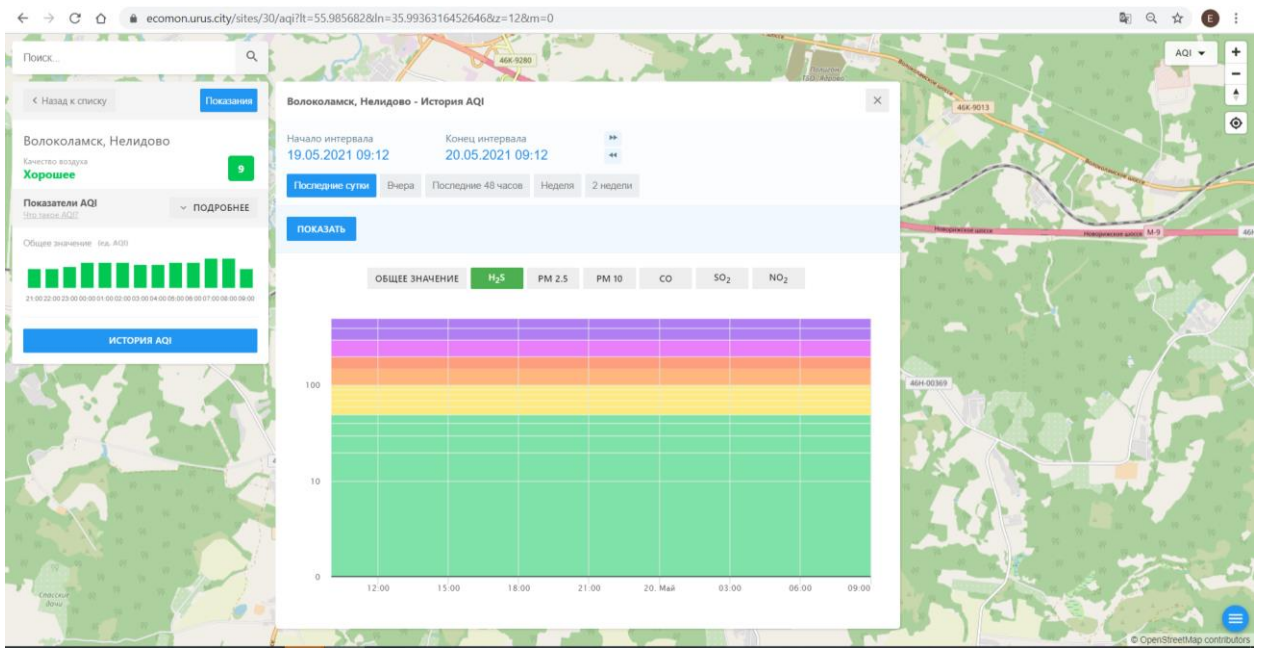 ecomon.urus.city/sites/30/aqi?lt=55.985682&ln=35.9936316452646&z=12&m=0
E
Поиск...
46К-9280
AQI
+
−
Назад к списку
Показания
Волоколамск, Нелидово - История AQI
×
46К-9013
Волоколамск, Нелидово
Качество воздуха
Хорошее
9
Начало интервала
Конец интервала
19.05.2021 09:12
20.05.2021 09:12
Последние сутки
Вчера
Последние 48 часов
Неделя
2 недели
Показатели AQI
Что такое AQI?
ПОДРОБНЕЕ
ПОКАЗАТЬ
Новорижское шоссе
Новорижское шоссе
М-9
Общее значение (ед. AQI)
ОБЩЕЕ ЗНАЧЕНИЕ
H₂S
PM 2.5
PM 10
CO
SO₂
NO₂
21:00 22:00 23:00 00:00 01:00 02:00 03:00 04:00 05:00 06:00 07:00 08:00 09:00
ИСТОРИЯ AQI
100
46Н-00369
10
0
12:00
15:00
18:00
21:00
20. Май
03:00
06:00
09:00
Спасские
дачи
© OpenStreetMap contributors